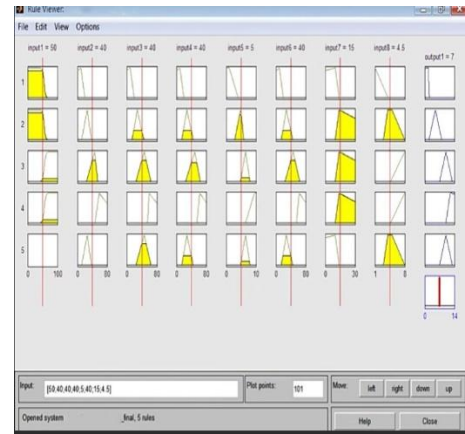 Rule Viewer:
File Edit View Options
input1 = 50 input2 = 40 input3 = 40 input4 = 40 input5 = 5 input6 = 40 input7 = 15 input8 = 4.5
output1 = 7
1
2
3
4
5
0 100 0 80 0 80 0 80 0 10 0 80 0 30 1 8
0 14
Input: [50;40;40;40;5;40;15;4.5] Plot points: 101 Move: left right down up
Opened system _final, 5 rules Help Close